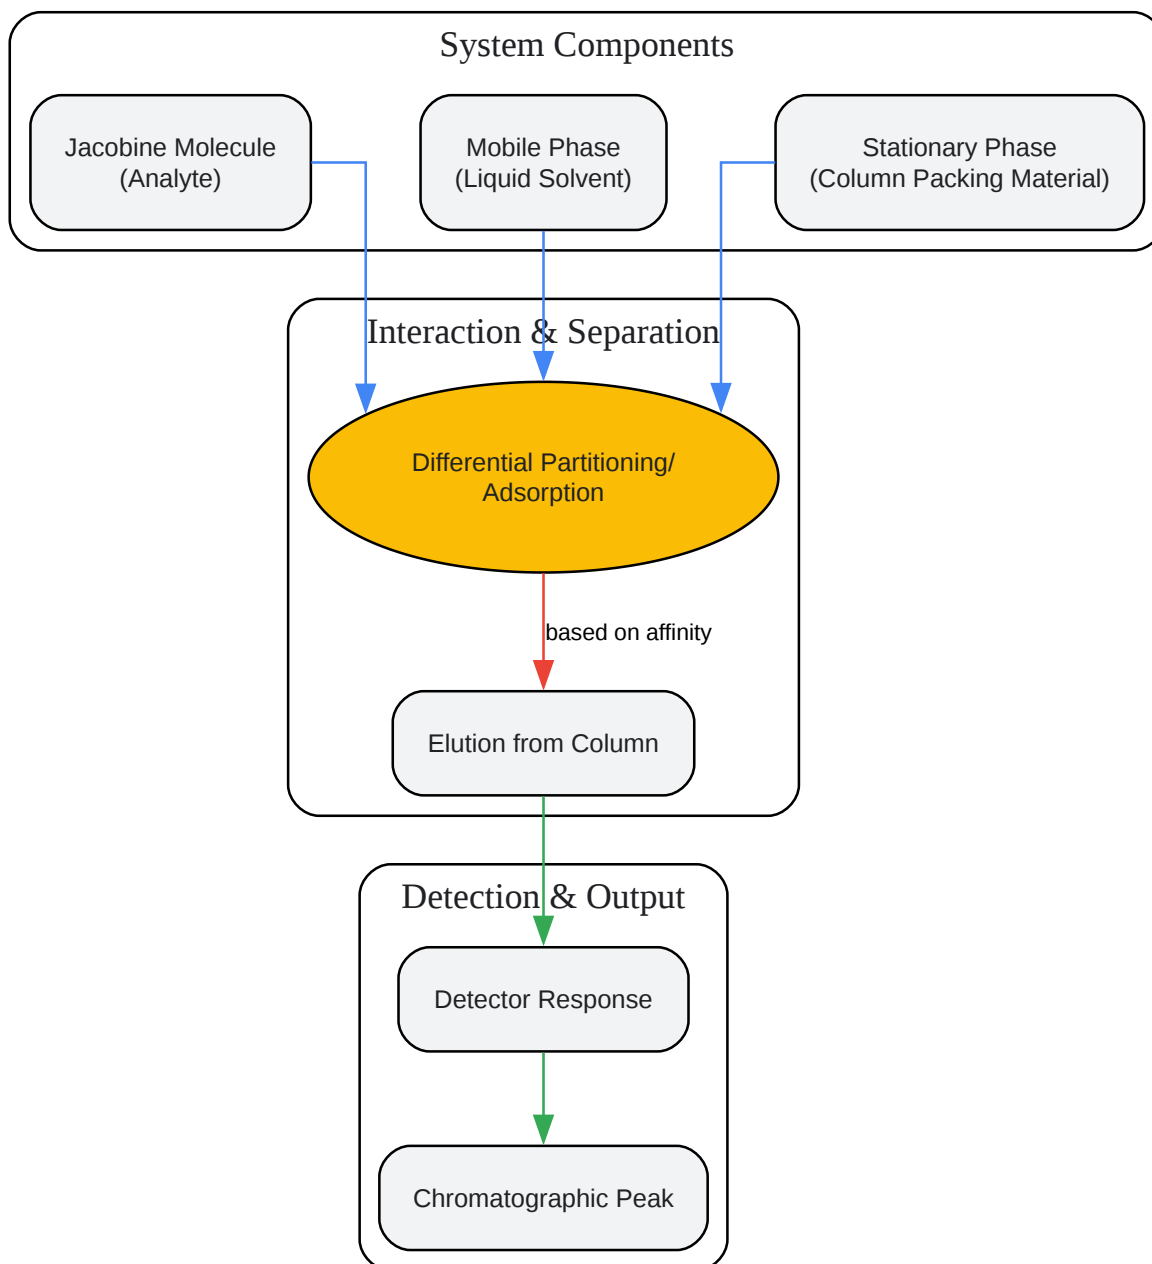 System Components
Jacobine Molecule
(Analyte)
Mobile Phase
(Liquid Solvent)
Stationary Phase
(Column Packing Material)
Interaction & Separation
Differential Partitioning/
Adsorption
based on affinity
Elution from Column
Detection & Output
Detector Response
Chromatographic Peak